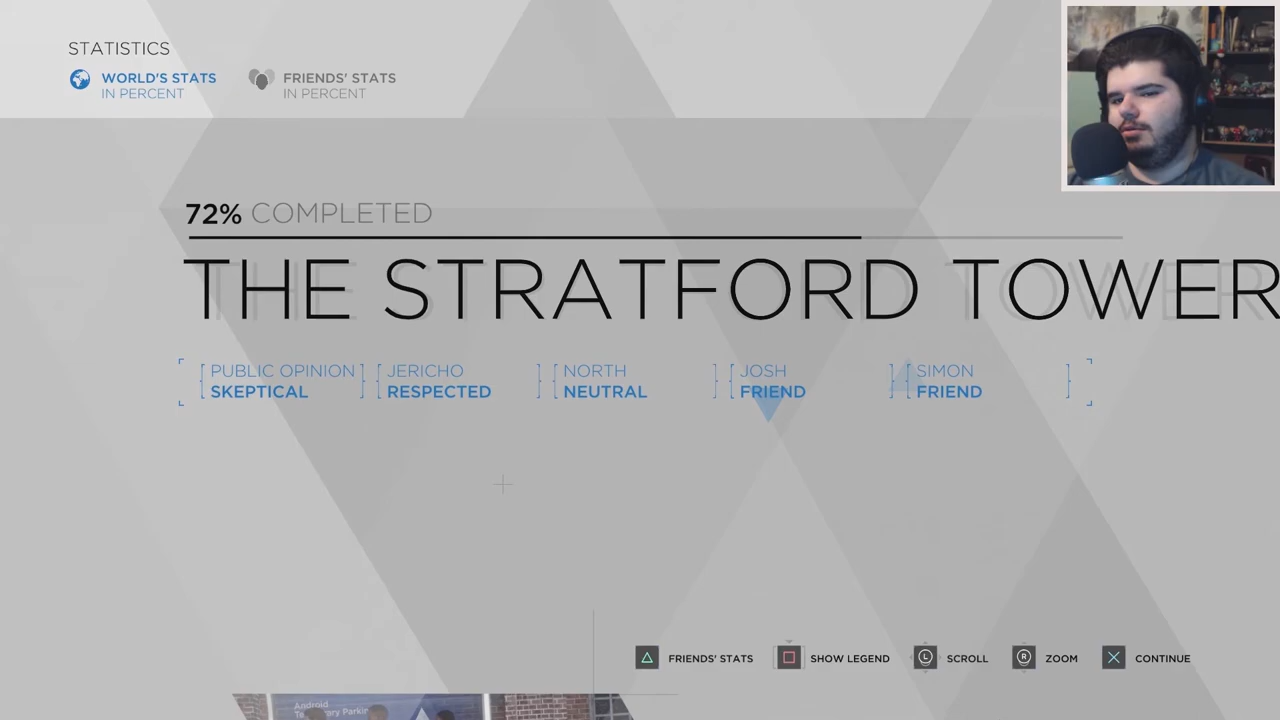 STATISTICS
WORLD'S STATS
IN PERCENT
FRIENDS' STATS
IN PERCENT
72% COMPLETED
THE STRATFORD TOWER
PUBLIC OPINION
SKEPTICAL
JERICHO
RESPECTED
NORTH
NEUTRAL
JOSH
FRIEND
SIMON
FRIEND
L
R
FRIENDS' STATS
SHOW LEGEND
SCROLL
ZOOM
CONTINUE
Android